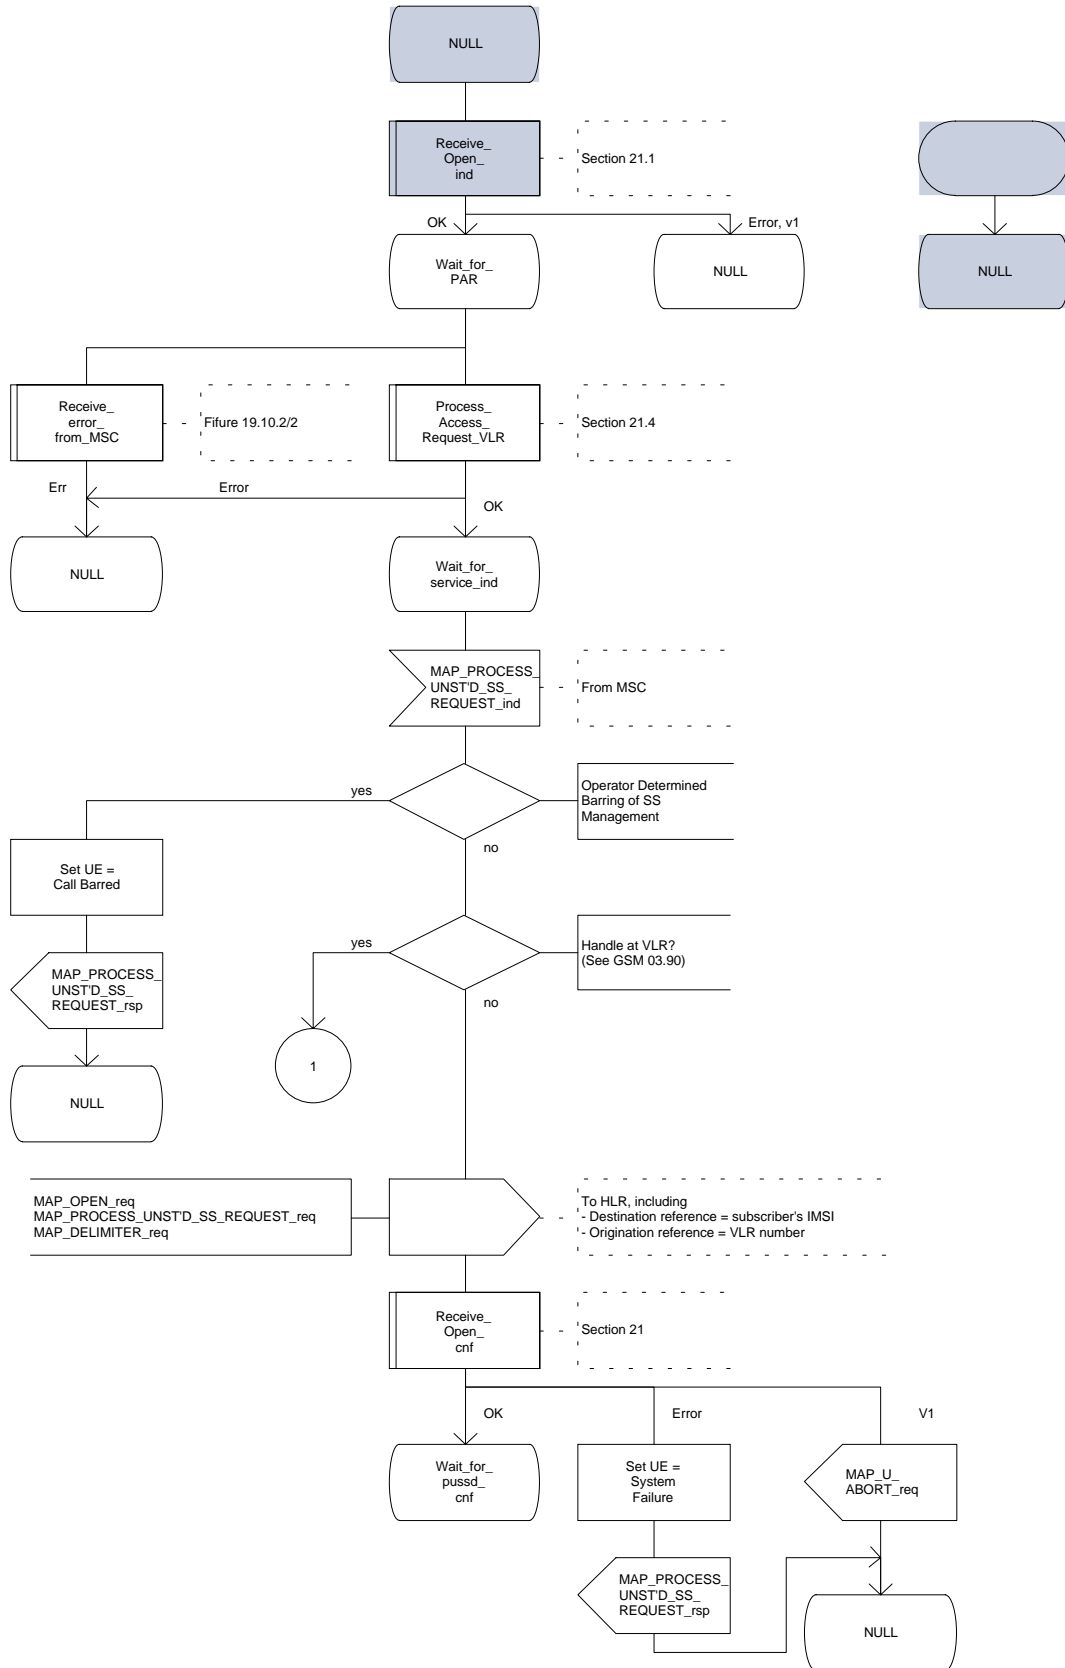 NULL
Receive_
Open_
ind
Section 21.1
OK
Error, v1
Wait_for_
PAR
NULL
NULL
Receive_
error_
from_MSC
Fifure 19.10.2/2
Process_
Access_
Request_VLR
Section 21.4
Err
Error
OK
NULL
Wait_for_
service_ind
MAP_PROCESS_
UNST'D_SS_
REQUEST_ind
From MSC
yes
Operator Determined
Barring of SS
Management
no
Set UE =
Call Barred
yes
Handle at VLR?
(See GSM 03.90)
MAP_PROCESS_
UNST'D_SS_
REQUEST_rsp
no
1
NULL
MAP_OPEN_req
MAP_PROCESS_UNST'D_SS_REQUEST_req
MAP_DELIMITER_req
To HLR, including
- Destination reference = subscriber's IMSI
- Origination reference = VLR number
Receive_
Open_
cnf
Section 21
OK
Error
V1
Wait_for_
pussd_
cnf
Set UE =
System
Failure
MAP_U_
ABORT_req
MAP_PROCESS_
UNST'D_SS_
REQUEST_rsp
NULL